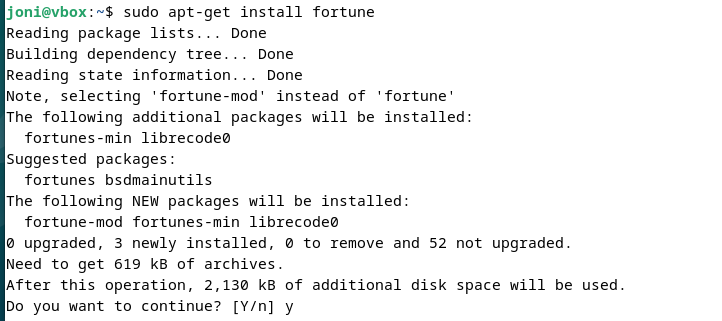 joni@vbox:~$ sudo apt-get install fortune
Reading package lists... Done
Building dependency tree... Done
Reading state information... Done
Note, selecting 'fortune-mod' instead of 'fortune'
The following additional packages will be installed:
  fortunes-min librecode0
Suggested packages:
  fortunes bsdmainutils
The following NEW packages will be installed:
  fortune-mod fortunes-min librecode0
0 upgraded, 3 newly installed, 0 to remove and 52 not upgraded.
Need to get 619 kB of archives.
After this operation, 2,130 kB of additional disk space will be used.
Do you want to continue? [Y/n] y